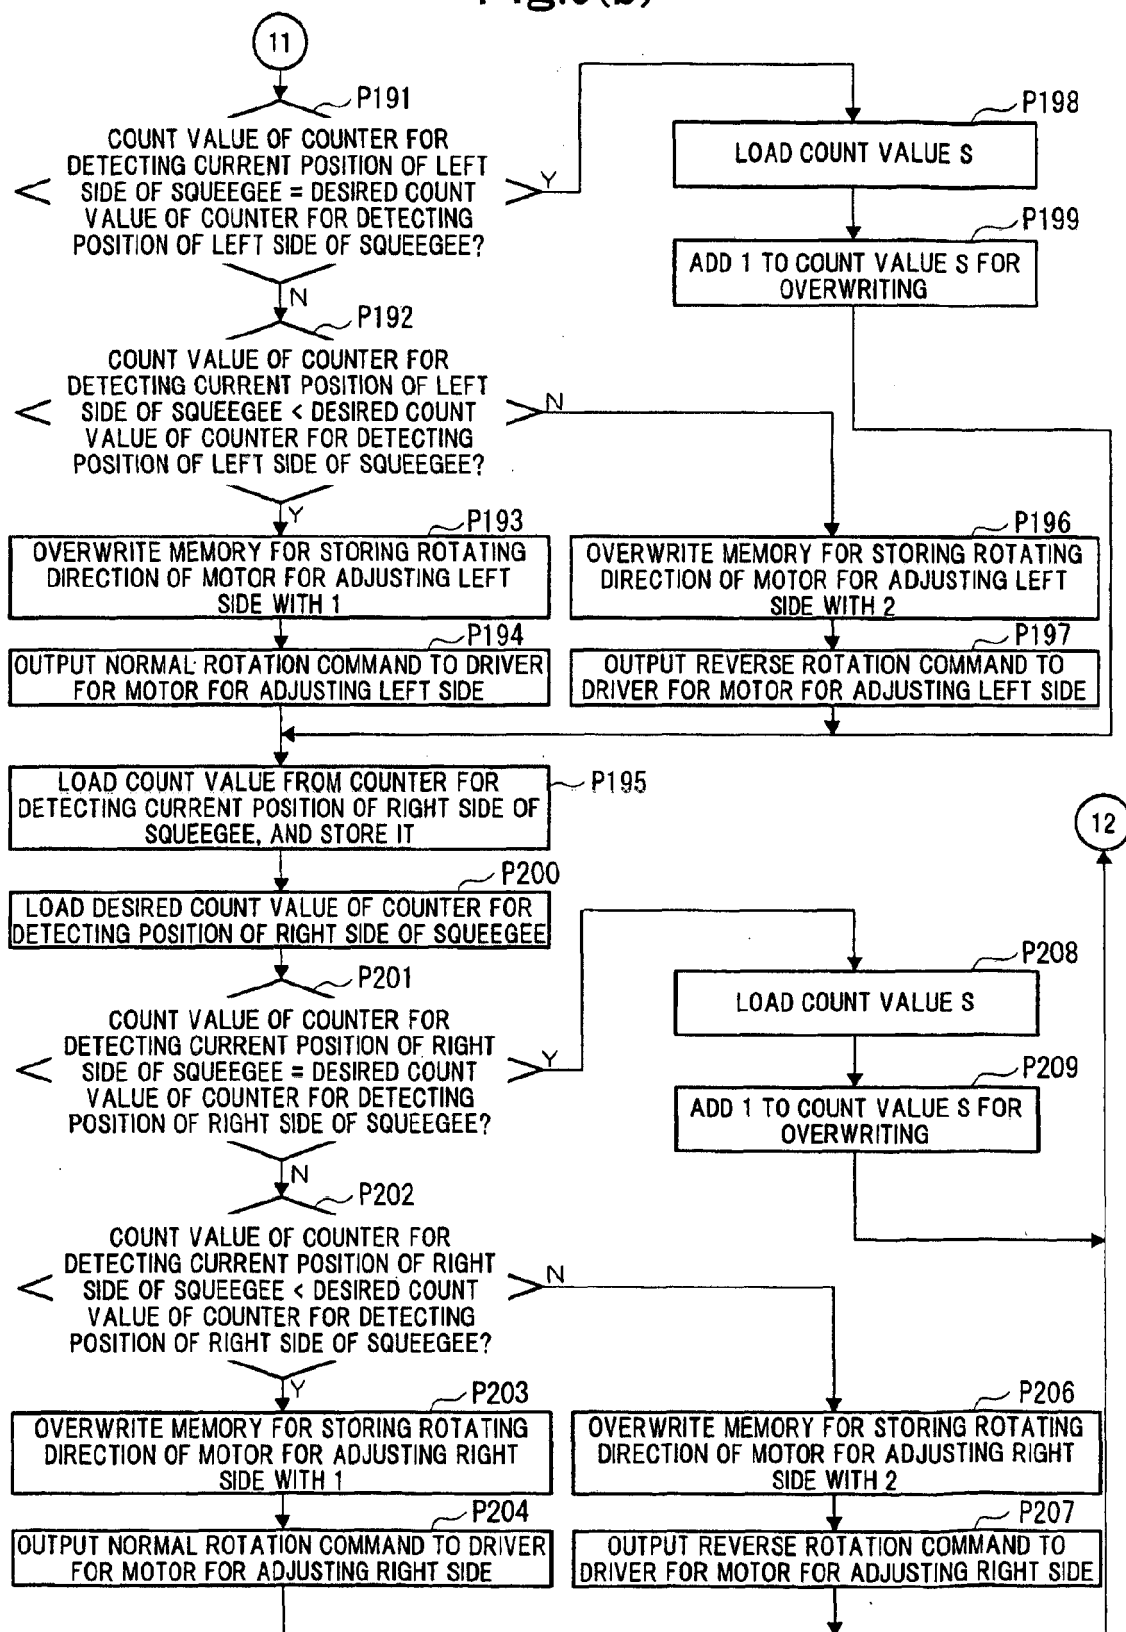 11
P191
COUNT VALUE OF COUNTER FOR
DETECTING CURRENT POSITION OF LEFT
SIDE OF SQUEEGEE = DESIRED COUNT
VALUE OF COUNTER FOR DETECTING
POSITION OF LEFT SIDE OF SQUEEGEE?
Y
N
P198
LOAD COUNT VALUE S
P199
ADD 1 TO COUNT VALUE S FOR
OVERWRITING
P192
COUNT VALUE OF COUNTER FOR
DETECTING CURRENT POSITION OF LEFT
SIDE OF SQUEEGEE < DESIRED COUNT
VALUE OF COUNTER FOR DETECTING
POSITION OF LEFT SIDE OF SQUEEGEE?
N
Y
P193
OVERWRITE MEMORY FOR STORING ROTATING
DIRECTION OF MOTOR FOR ADJUSTING LEFT
SIDE WITH 1
P196
OVERWRITE MEMORY FOR STORING ROTATING
DIRECTION OF MOTOR FOR ADJUSTING LEFT
SIDE WITH 2
P194
OUTPUT NORMAL ROTATION COMMAND TO DRIVER
FOR MOTOR FOR ADJUSTING LEFT SIDE
P197
OUTPUT REVERSE ROTATION COMMAND TO
DRIVER FOR MOTOR FOR ADJUSTING LEFT SIDE
P195
LOAD COUNT VALUE FROM COUNTER FOR
DETECTING CURRENT POSITION OF RIGHT SIDE OF
SQUEEGEE, AND STORE IT
12
P200
LOAD DESIRED COUNT VALUE OF COUNTER FOR
DETECTING POSITION OF RIGHT SIDE OF SQUEEGEE
P201
COUNT VALUE OF COUNTER FOR
DETECTING CURRENT POSITION OF RIGHT
SIDE OF SQUEEGEE = DESIRED COUNT
VALUE OF COUNTER FOR DETECTING
POSITION OF RIGHT SIDE OF SQUEEGEE?
Y
N
P208
LOAD COUNT VALUE S
P209
ADD 1 TO COUNT VALUE S FOR
OVERWRITING
P202
COUNT VALUE OF COUNTER FOR
DETECTING CURRENT POSITION OF RIGHT
SIDE OF SQUEEGEE < DESIRED COUNT
VALUE OF COUNTER FOR DETECTING
POSITION OF RIGHT SIDE OF SQUEEGEE?
N
Y
P203
OVERWRITE MEMORY FOR STORING ROTATING
DIRECTION OF MOTOR FOR ADJUSTING RIGHT
SIDE WITH 1
P206
OVERWRITE MEMORY FOR STORING ROTATING
DIRECTION OF MOTOR FOR ADJUSTING RIGHT
SIDE WITH 2
P204
OUTPUT NORMAL ROTATION COMMAND TO DRIVER
FOR MOTOR FOR ADJUSTING RIGHT SIDE
P207
OUTPUT REVERSE ROTATION COMMAND TO
DRIVER FOR MOTOR FOR ADJUSTING RIGHT SIDE